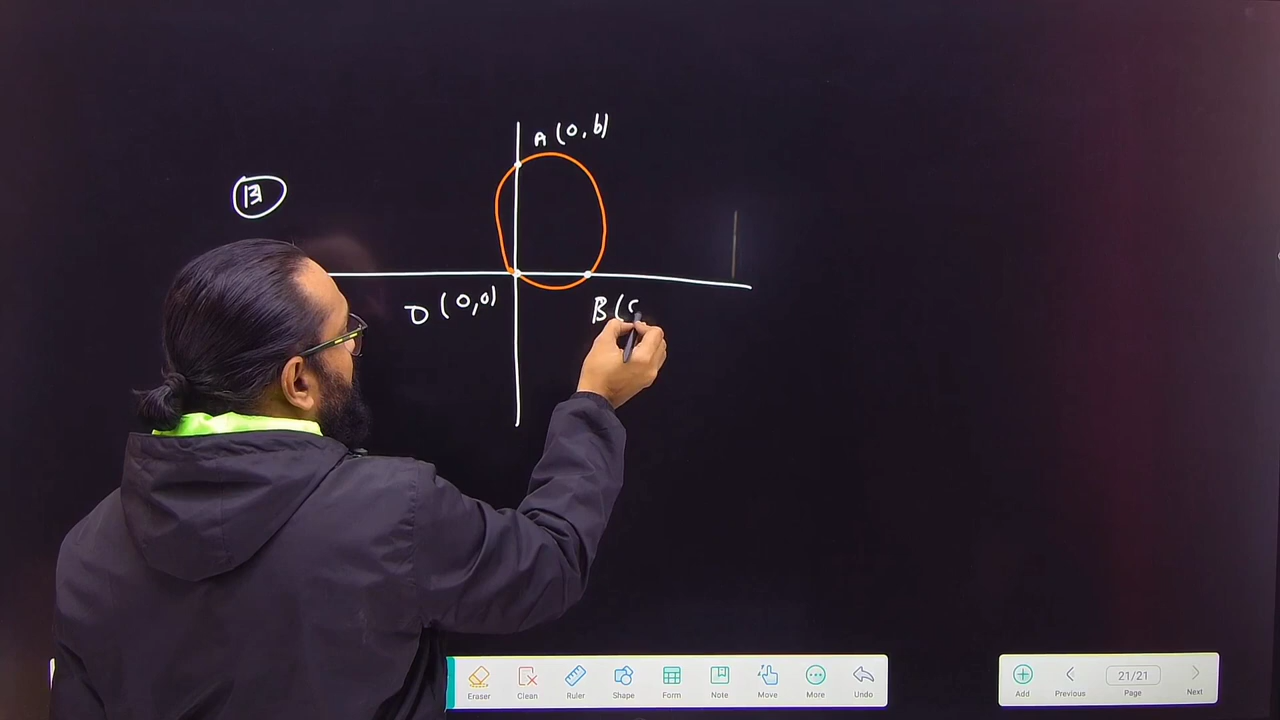 A (0, b)
13
O (0,0)
B (
Eraser
Clean
Ruler
Shape
Form
Note
Move
More
Undo
Add
Previous
21/21
Page
Next